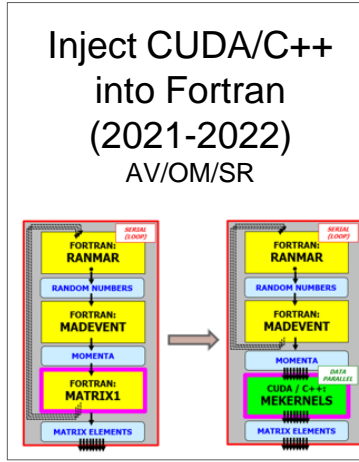 Inject CUDA/C++
into Fortran
(2021-2022)
AV/OM/SR
SERIAL
(LOOP)
FORTRAN:
RANMAR
RANDOM NUMBERS
FORTRAN:
MADEVENT
MOMENTA
FORTRAN:
MATRIX1
MATRIX ELEMENTS
SERIAL
(LOOP)
FORTRAN:
RANMAR
RANDOM NUMBERS
FORTRAN:
MADEVENT
MOMENTA
DATA
PARALLEL
CUDA / C++:
MEKERNELS
MATRIX ELEMENTS